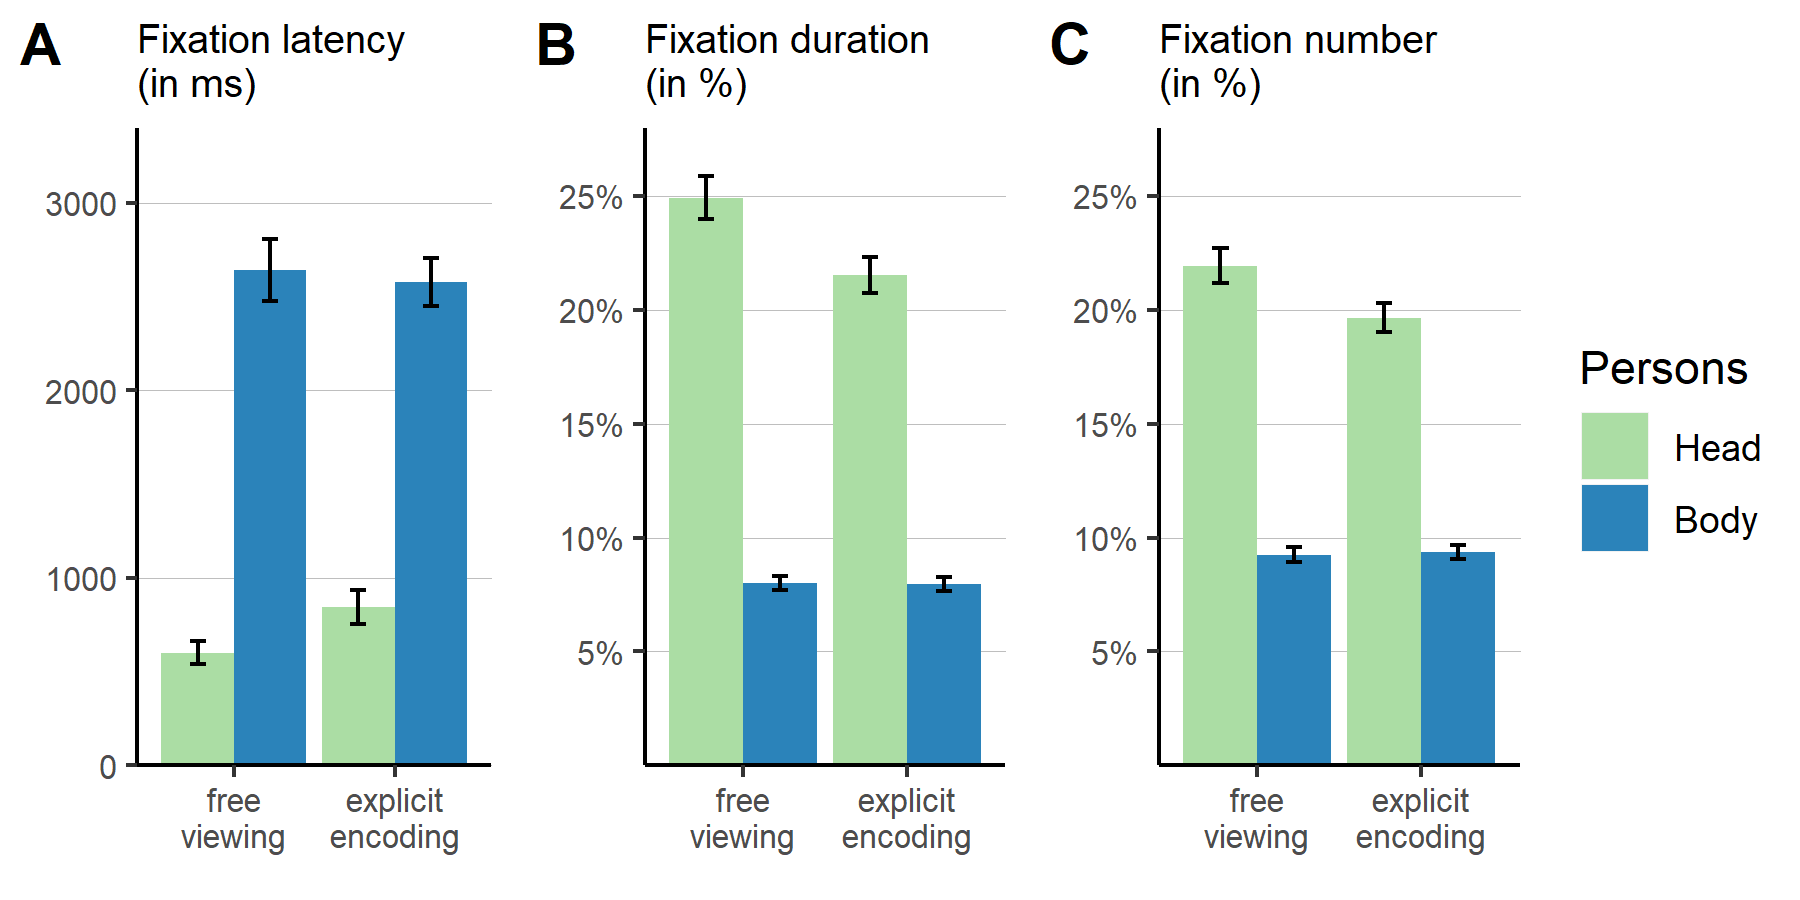 A
Fixation latency
(in ms)
3000
2000
1000
0
free
viewing
explicit
encoding
B
Fixation duration
(in %)
25%
20%
15%
10%
5%
free
viewing
explicit
encoding
C
Fixation number
(in %)
25%
20%
15%
10%
5%
free
viewing
explicit
encoding
Persons
Head
Body